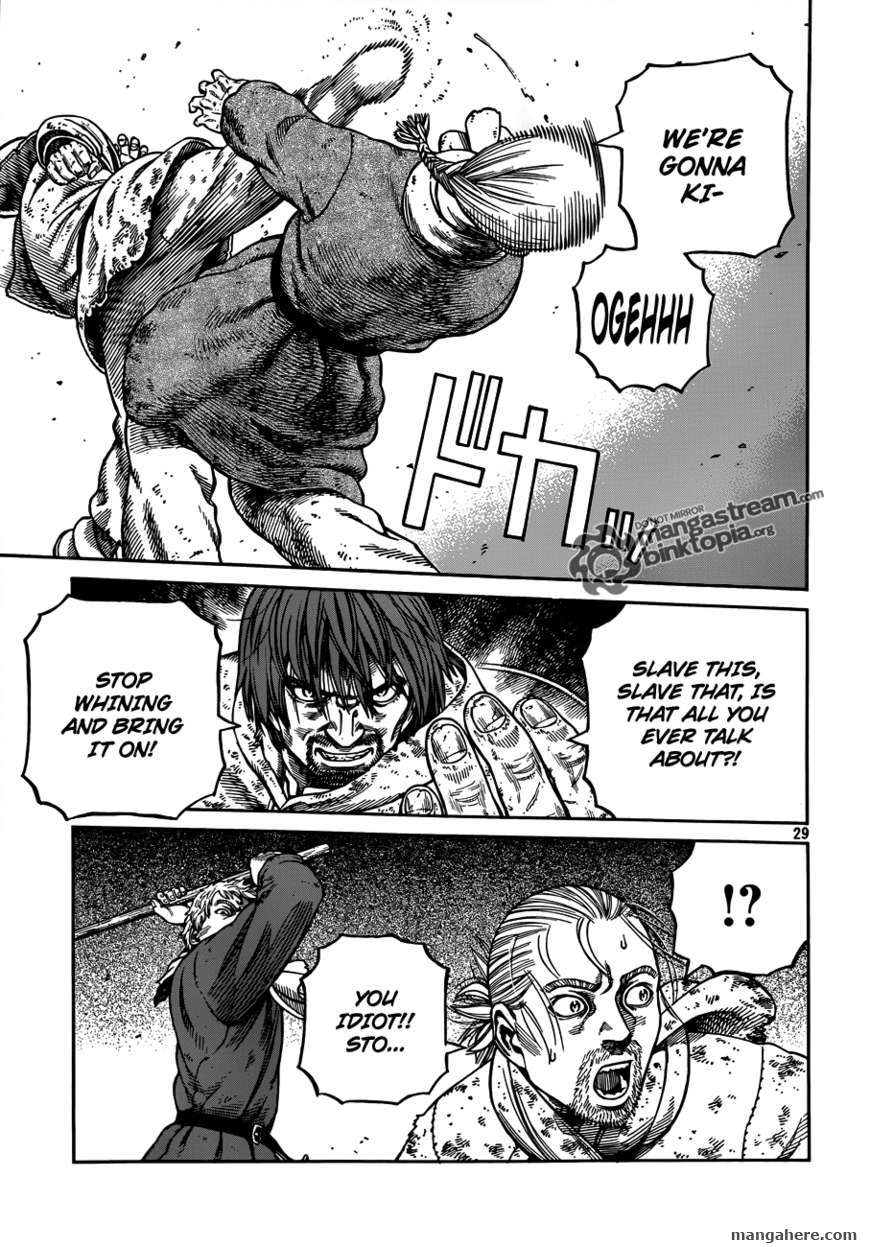 WE'RE
GONNA
KI-
OGEHHH
ドカッ
DO NOT MIRROR
mangastream.com
binktopia.org
SLAVE THIS,
SLAVE THAT, IS
THAT ALL YOU
EVER TALK
ABOUT?!
STOP
WHINING
AND BRING
IT ON!
29
!?
YOU
IDIOT!!
STO...
mangahere.com